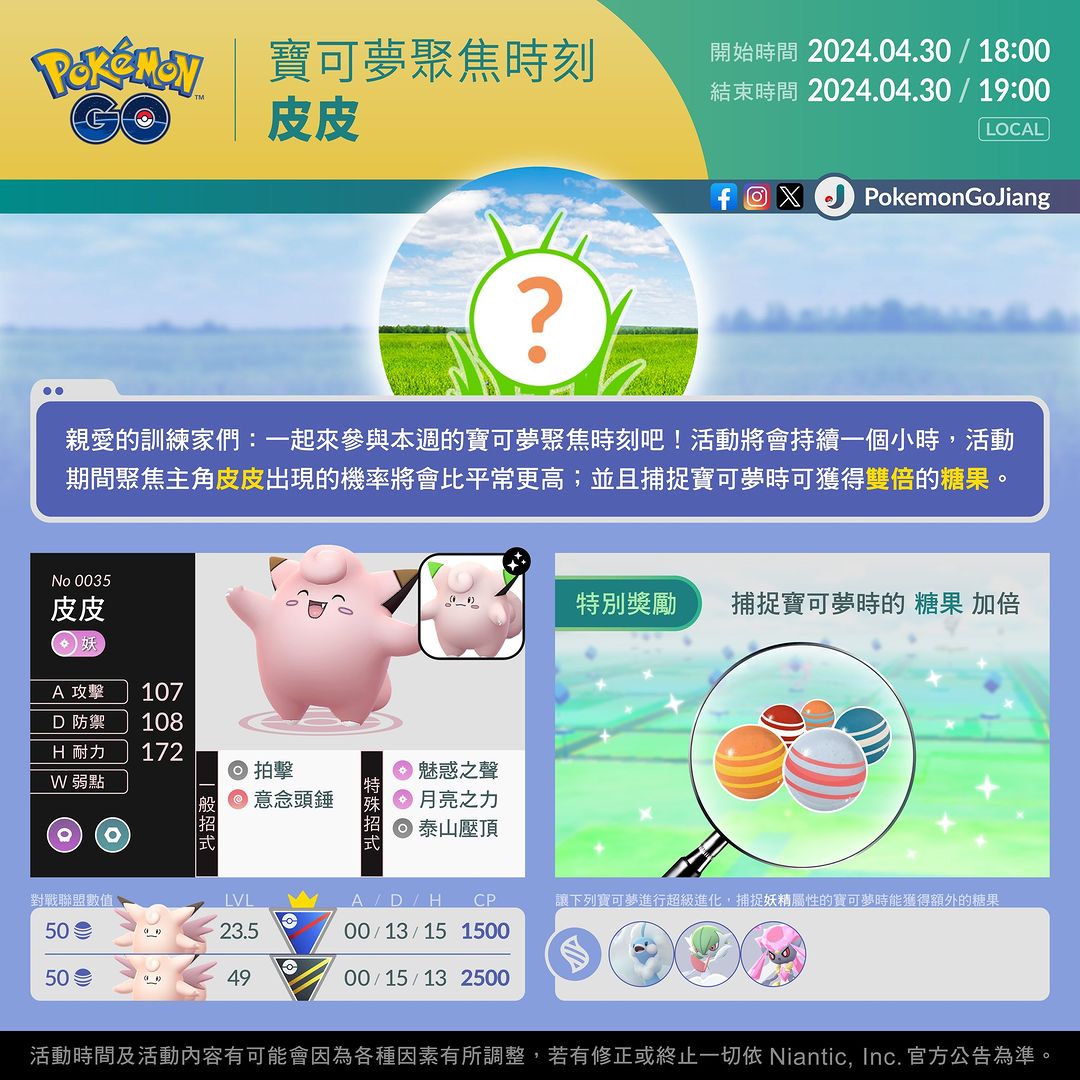 POKÉMON GO
寶可夢聚焦時刻
皮皮
開始時間 2024.04.30 / 18:00
結束時間 2024.04.30 / 19:00
LOCAL
PokemonGoJiang
?
親愛的訓練家們：一起來參與本週的寶可夢聚焦時刻吧！活動將會持續一個小時，活動
期間聚焦主角皮皮出現的機率將會比平常更高；並且捕捉寶可夢時可獲得雙倍的糖果。
No 0035
皮皮
妖
A 攻擊 107
D 防禦 108
H 耐力 172
W 弱點
一般招式
拍擊
意念頭錘
特殊招式
魅惑之聲
月亮之力
泰山壓頂
特別獎勵
捕捉寶可夢時的 糖果 加倍
對戰聯盟數值 LVL A / D / H CP
50 23.5 00 / 13 / 15 1500
50 49 00 / 15 / 13 2500
讓下列寶可夢進行超級進化，捕捉妖精屬性的寶可夢時能獲得額外的糖果
活動時間及活動內容有可能會因為各種因素有所調整，若有修正或終止一切依 Niantic, Inc. 官方公告為準。